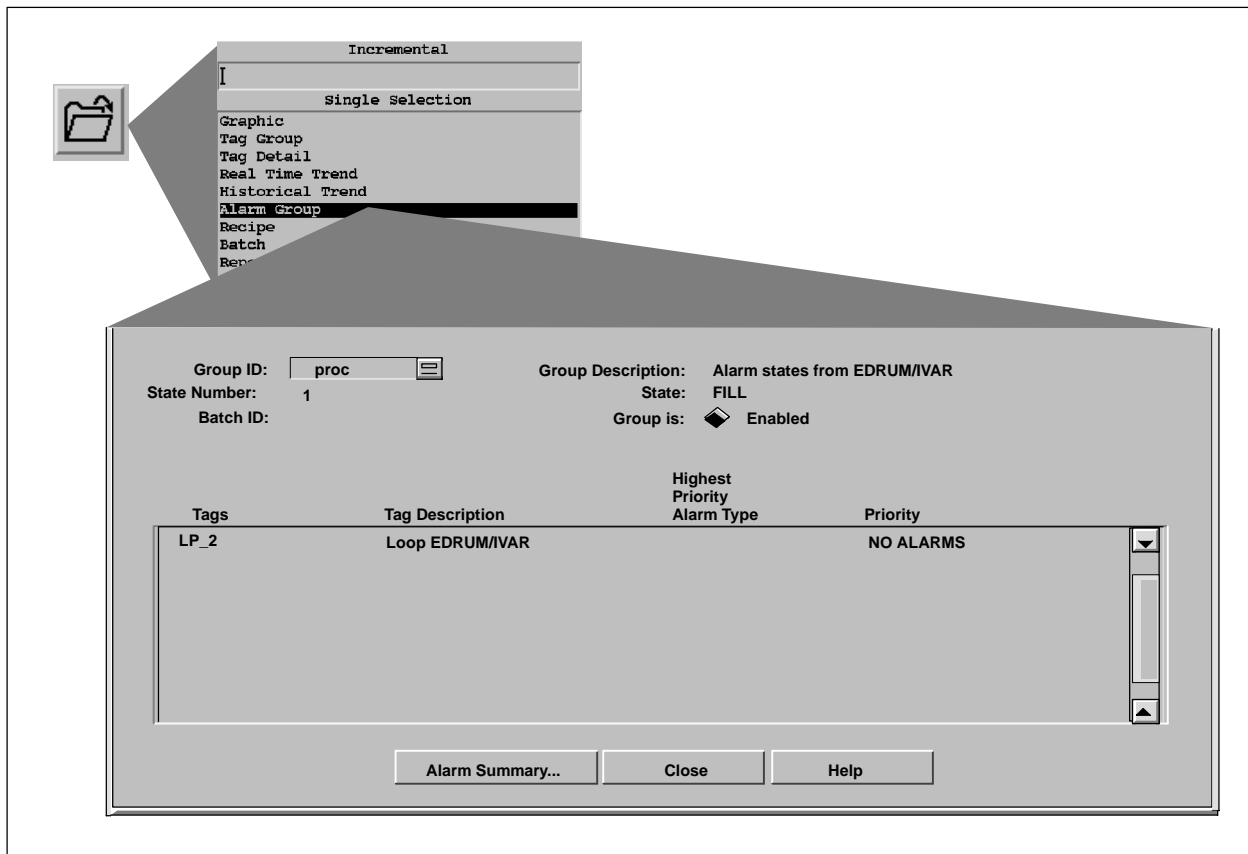 Incremental
Single Selection
Graphic
Tag Group
Tag Detail
Real Time Trend
Historical Trend
Alarm Group
Recipe
Batch
Group ID: proc Group Description: Alarm states from EDRUM/IVAR
State Number: 1 State: FILL
Batch ID: Group is: Enabled
Highest
Priority
Tags Tag Description Alarm Type Priority
LP_2 Loop EDRUM/IVAR NO ALARMS
Alarm Summary... Close Help